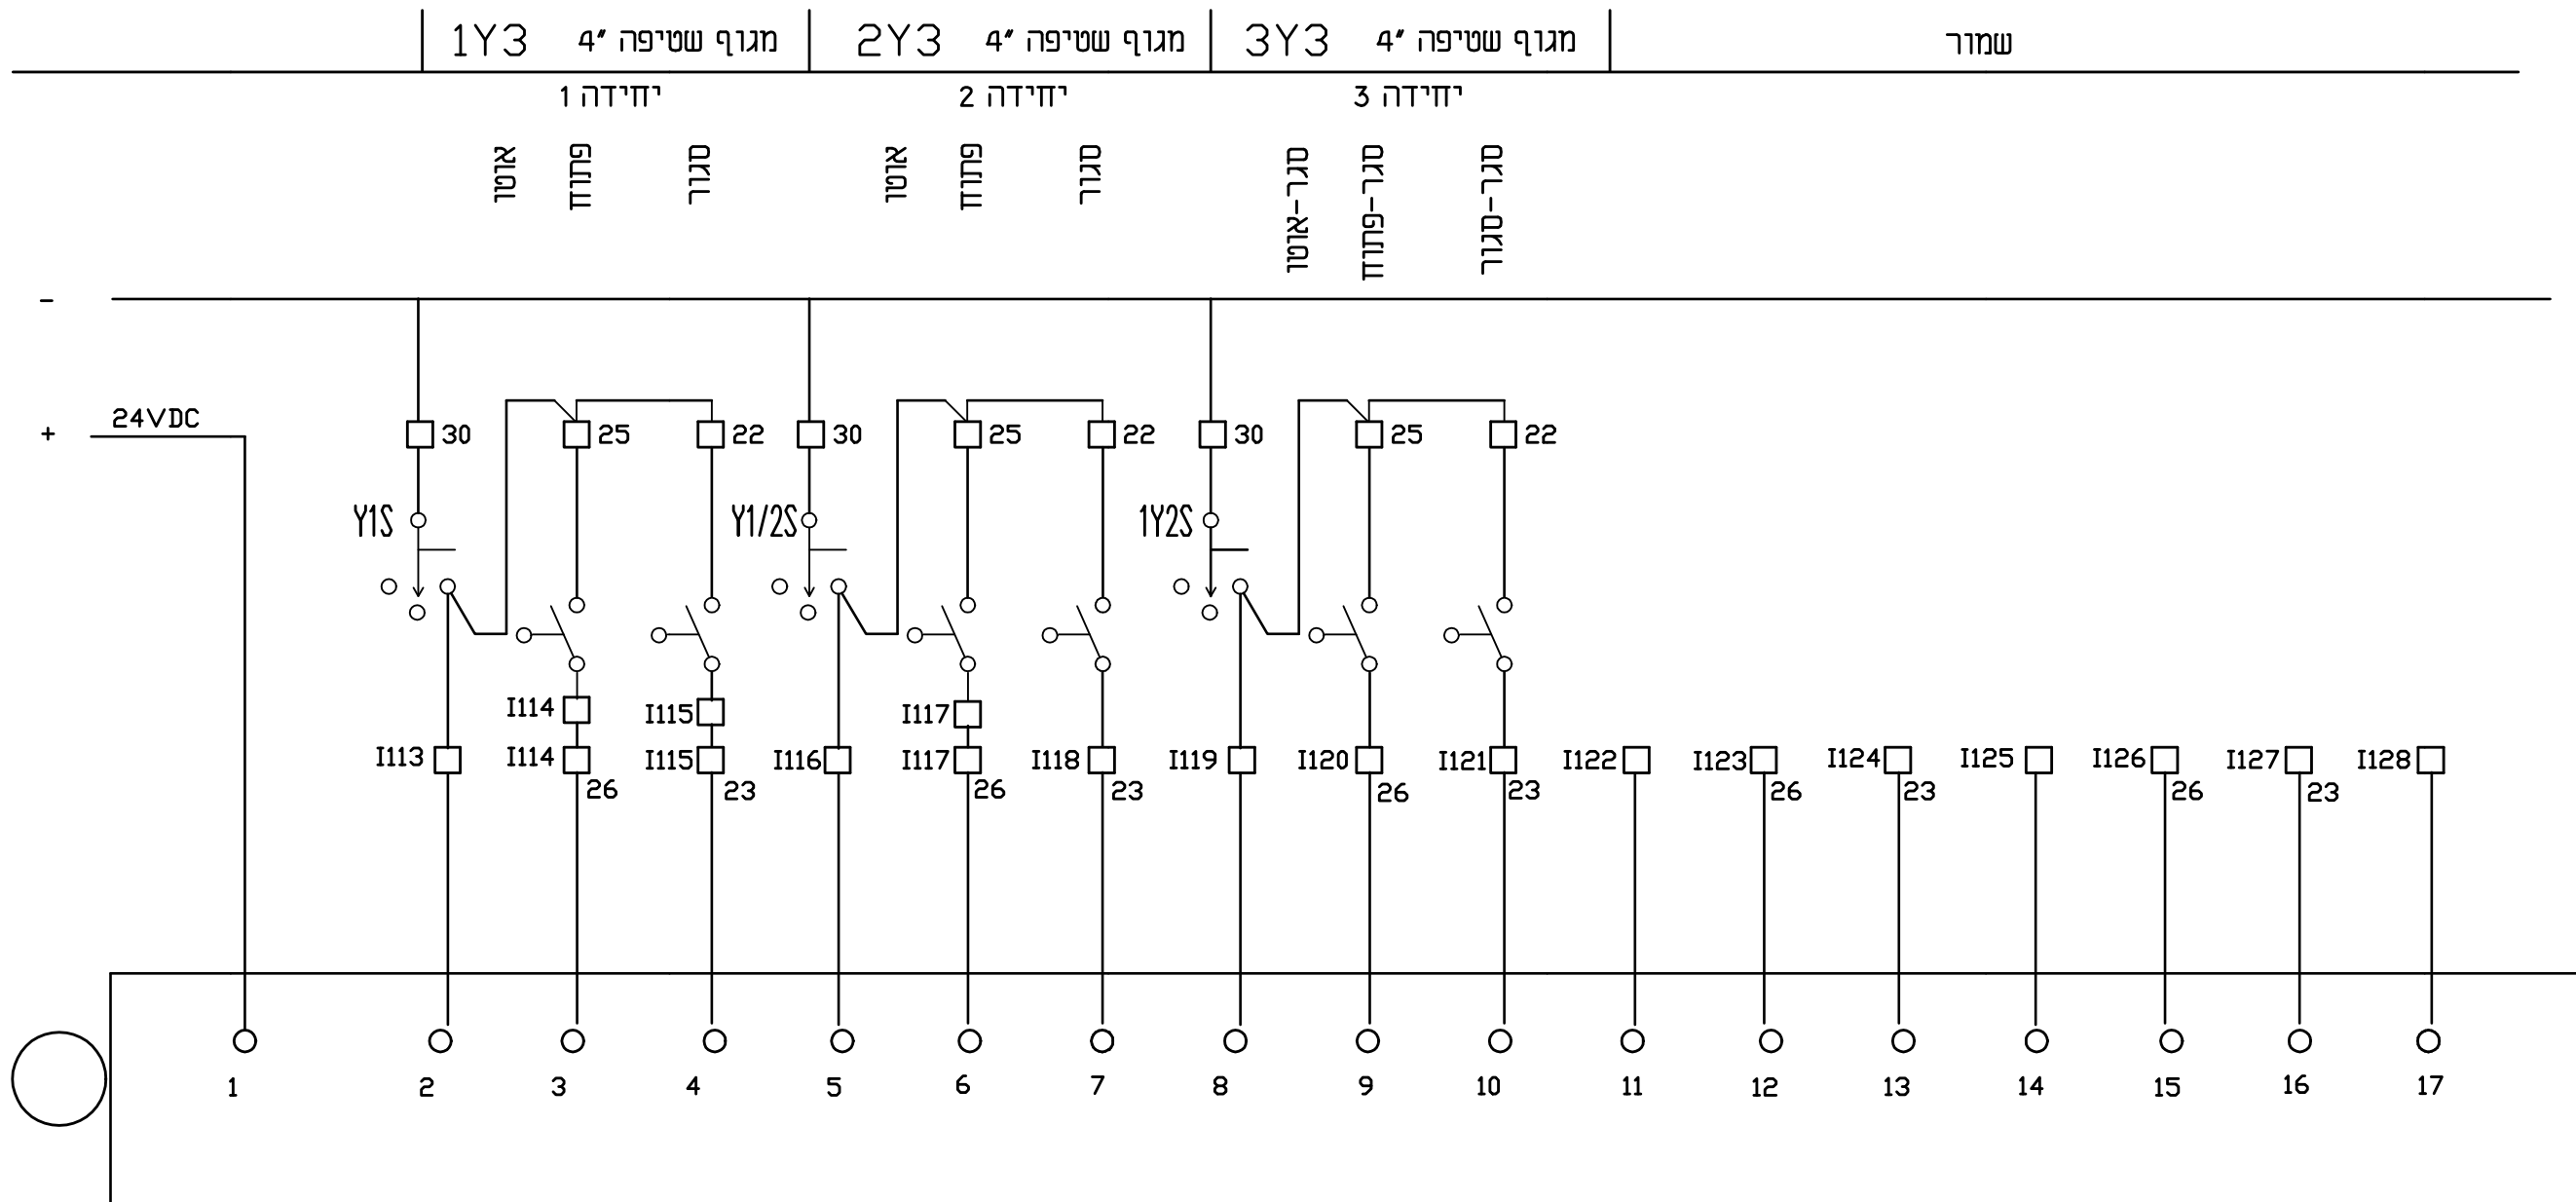 1Y3 מגוף שטיפה 4" 2Y3 מגוף שטיפה 4" 3Y3 מגוף שטיפה 4" שמור
יחידה 1 יחידה 2 יחידה 3
אוטו פתוח סגור אוטו פתוח סגור סגר-אוטו סגר-פתוח סגר-סגור
-
24VDC
+ 30 25 22 30 25 22 30 25 22
Y1S Y1/2S 1Y2S
I114 I115 I117
I113 I114 I115 I116 I117 I118 I119 I120 I121 I122 I123 I124 I125 I126 I127 I128
26 23 26 23 26 23 26 23 26 23
1 2 3 4 5 6 7 8 9 10 11 12 13 14 15 16 17